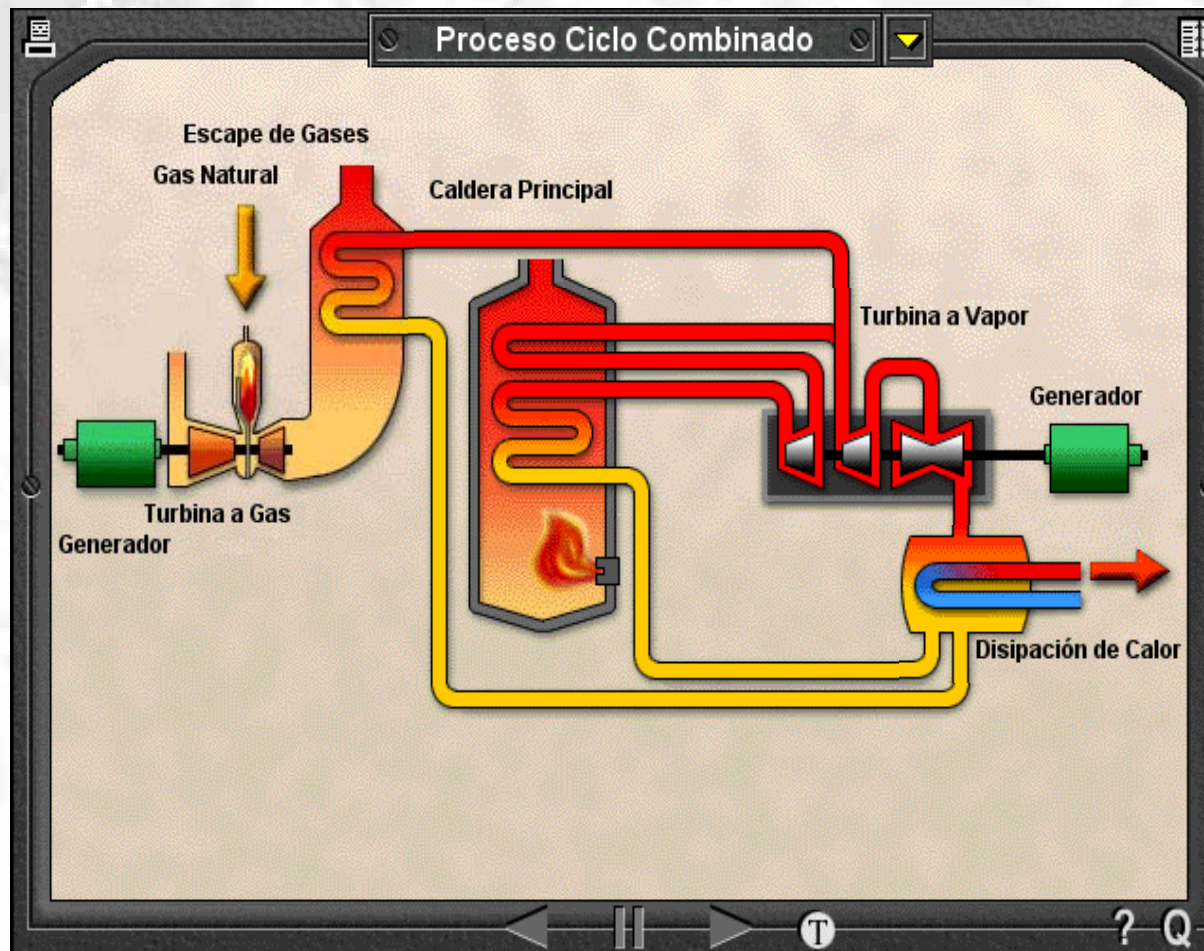 Proceso Ciclo Combinado
Escape de Gases
Gas Natural
Caldera Principal
Turbina a Vapor
Generador
Turbina a Gas
Generador
Disipación de Calor
T
? Q